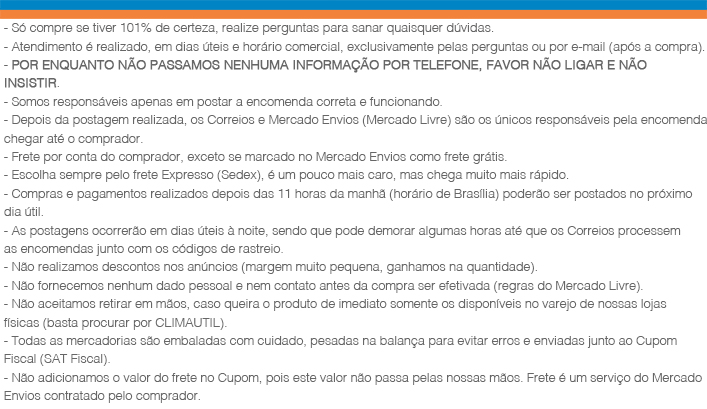 - Só compre se tiver 101% de certeza, realize perguntas para sanar quaisquer dúvidas.
- Atendimento é realizado, em dias úteis e horário comercial, exclusivamente pelas perguntas ou por e-mail (após a compra).
- POR ENQUANTO NÃO PASSAMOS NENHUMA INFORMAÇÃO POR TELEFONE, FAVOR NÃO LIGAR E NÃO
INSISTIR.
- Somos responsáveis apenas em postar a encomenda correta e funcionando.
- Depois da postagem realizada, os Correios e Mercado Envios (Mercado Livre) são os únicos responsáveis pela encomenda
chegar até o comprador.
- Frete por conta do comprador, exceto se marcado no Mercado Envios como frete grátis.
- Escolha sempre pelo frete Expresso (Sedex), é um pouco mais caro, mas chega muito mais rápido.
- Compras e pagamentos realizados depois das 11 horas da manhã (horário de Brasília) poderão ser postados no próximo
dia útil.
- As postagens ocorrerão em dias úteis à noite, sendo que pode demorar algumas horas até que os Correios processem
as encomendas junto com os códigos de rastreio.
- Não realizamos descontos nos anúncios (margem muito pequena, ganhamos na quantidade).
- Não fornecemos nenhum dado pessoal e nem contato antes da compra ser efetivada (regras do Mercado Livre).
- Não aceitamos retirar em mãos, caso queira o produto de imediato somente os disponíveis no varejo de nossas lojas
físicas (basta procurar por CLIMAUTIL).
- Todas as mercadorias são embaladas com cuidado, pesadas na balança para evitar erros e enviadas junto ao Cupom
Fiscal (SAT Fiscal).
- Não adicionamos o valor do frete no Cupom, pois este valor não passa pelas nossas mãos. Frete é um serviço do Mercado
Envios contratado pelo comprador.